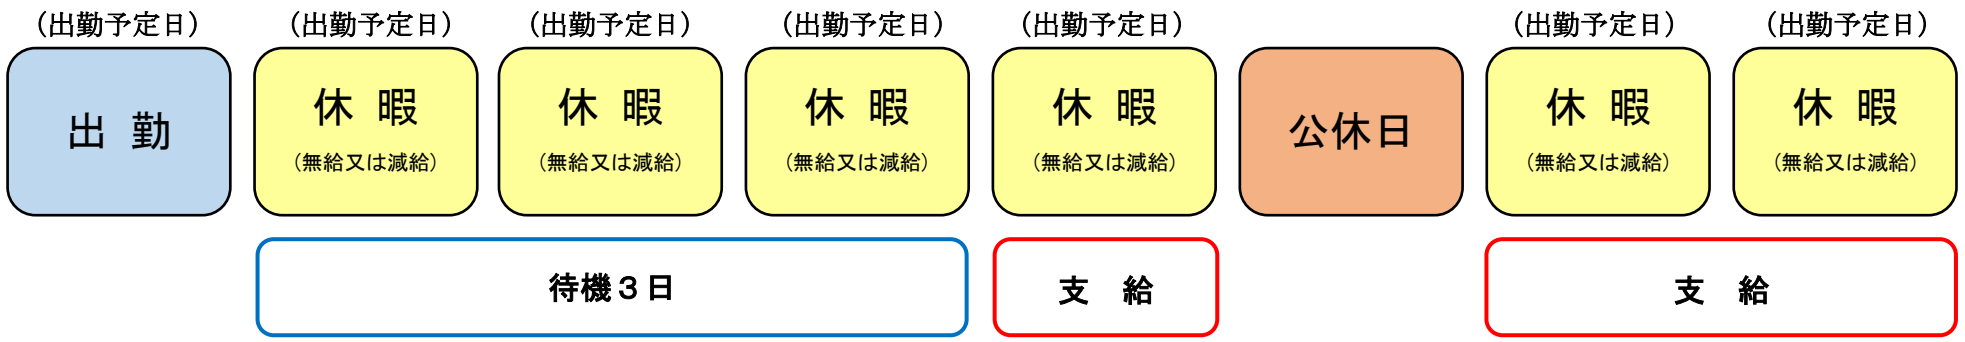 （出勤予定日） （出勤予定日） （出勤予定日） （出勤予定日） （出勤予定日） （出勤予定日） （出勤予定日）
出 勤
休 暇
（無給又は減給）
休 暇
（無給又は減給）
休 暇
（無給又は減給）
休 暇
（無給又は減給）
公休日
休 暇
（無給又は減給）
休 暇
（無給又は減給）
待機３日
支 給
支 給